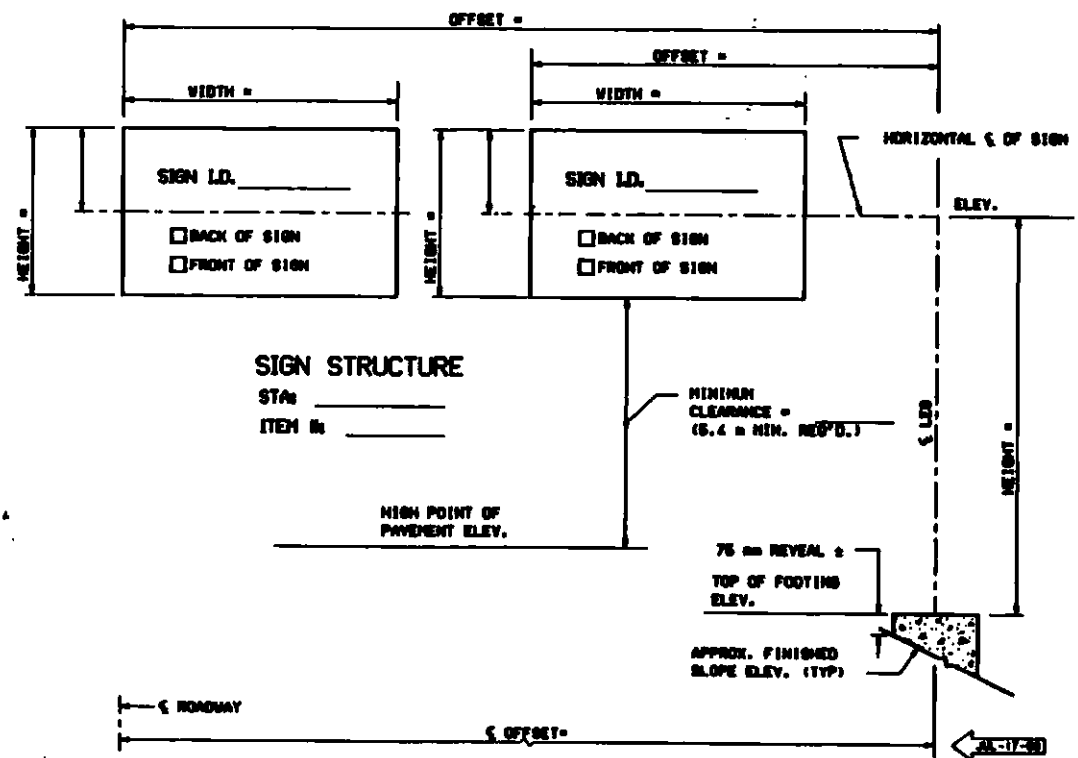 OFFSET =
OFFSET =
WIDTH =
WIDTH =
HORIZONTAL ℄ OF SIGN
SIGN I.D.
SIGN I.D.
ELEV.
HEIGHT =
HEIGHT =
☐ BACK OF SIGN
☐ FRONT OF SIGN
☐ BACK OF SIGN
☐ FRONT OF SIGN
SIGN STRUCTURE
STA:
ITEM #:
MINIMUM
CLEARANCE =
(5.4 m MIN. REQ'D.)
℄ LEG
HEIGHT =
HIGH POINT OF
PAVEMENT ELEV.
75 mm REVEAL ±
TOP OF FOOTING
ELEV.
APPROX. FINISHED
SLOPE ELEV. (TYP)
℄ ROADWAY
℄ OFFSET=